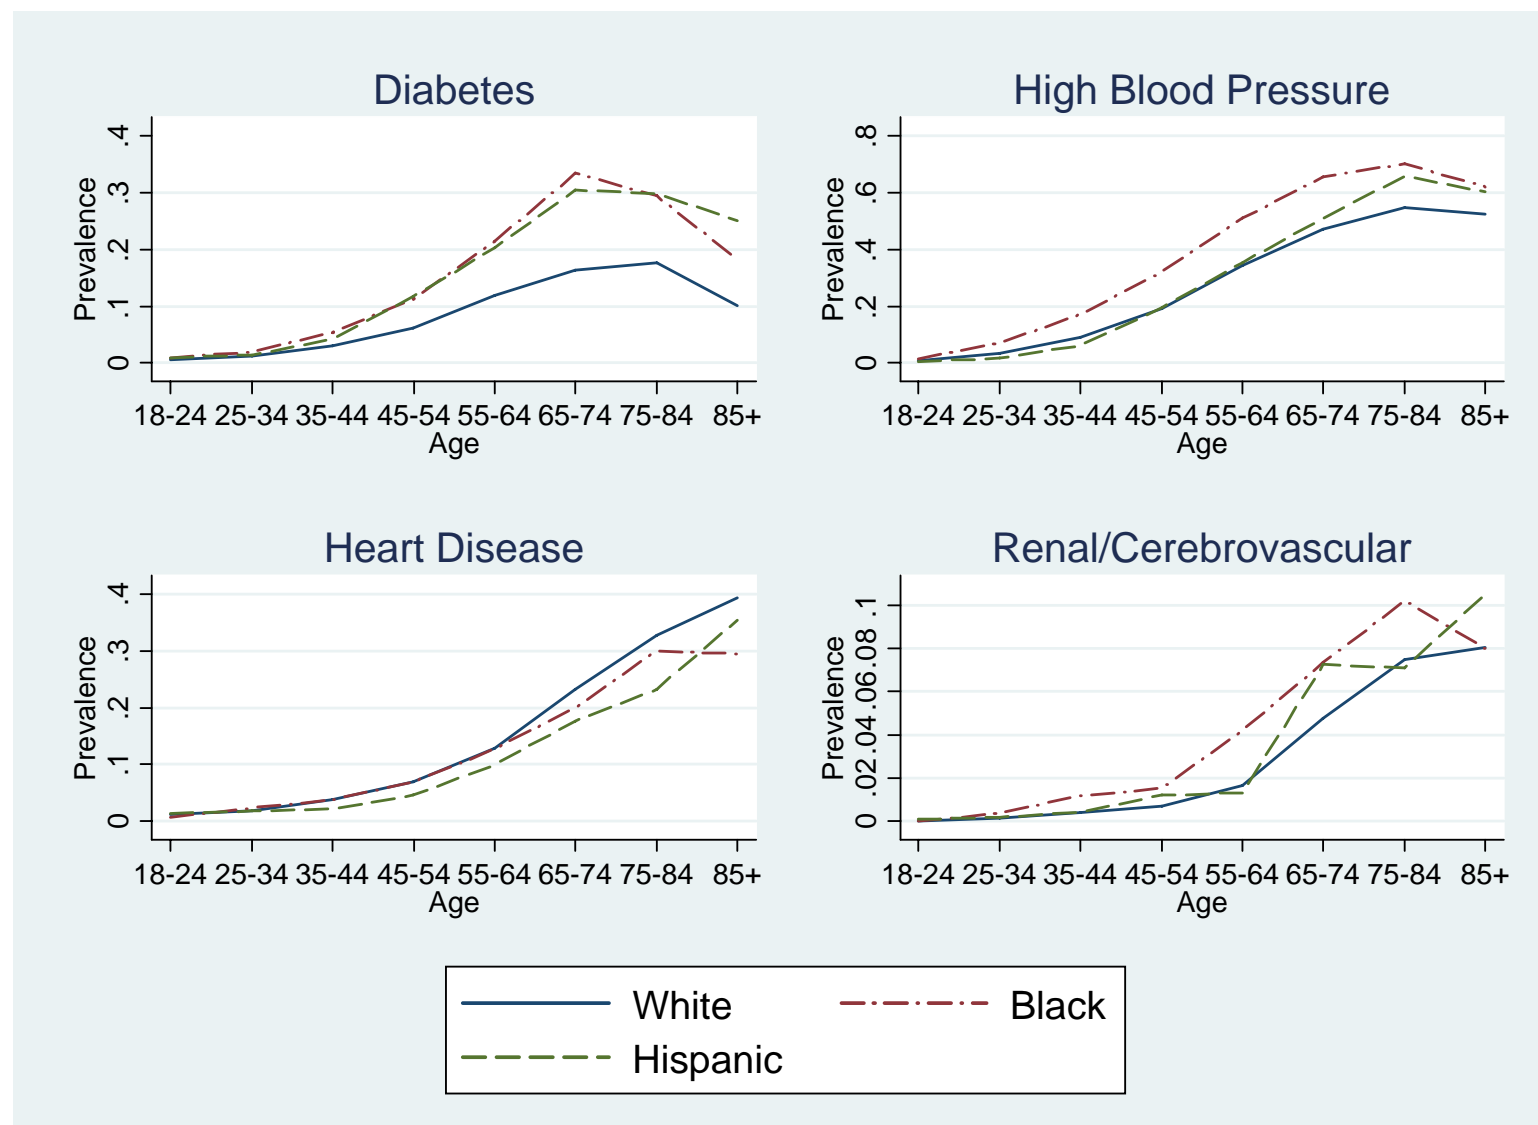 Diabetes
Prevalence
.4
.3
.2
.1
0
18-24 25-34 35-44 45-54 55-64 65-74 75-84 85+
Age
High Blood Pressure
Prevalence
.8
.6
.4
.2
0
18-24 25-34 35-44 45-54 55-64 65-74 75-84 85+
Age
Heart Disease
Prevalence
.4
.3
.2
.1
0
18-24 25-34 35-44 45-54 55-64 65-74 75-84 85+
Age
Renal/Cerebrovascular
Prevalence
.1
.08
.06
.04
.02
0
18-24 25-34 35-44 45-54 55-64 65-74 75-84 85+
Age
White Black
Hispanic